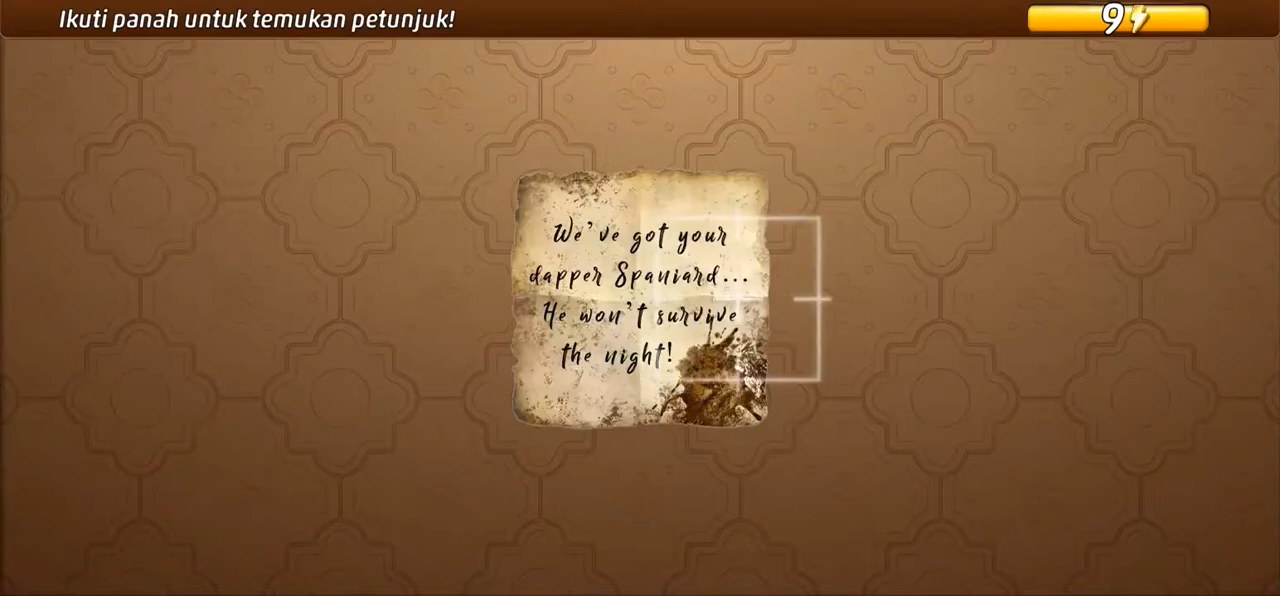 Ikuti panah untuk temukan petunjuk!
9
We've got your
dapper Spaniard...
He won't survive
the night!